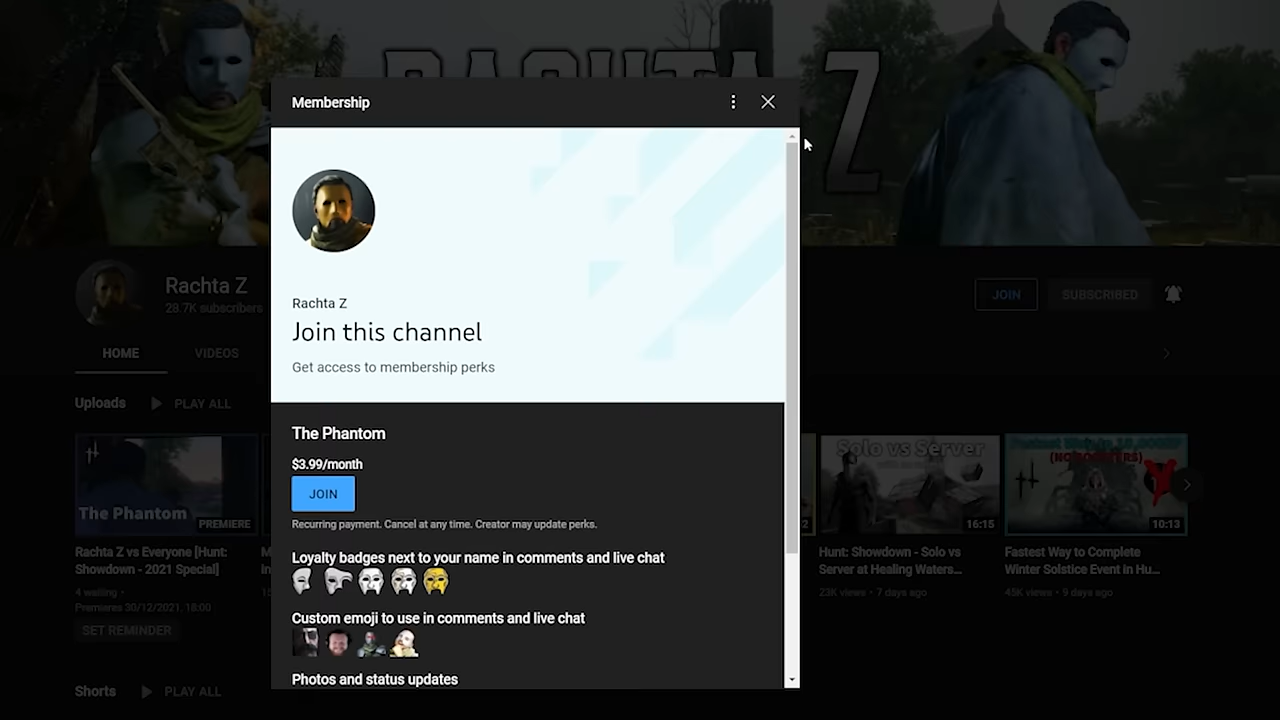 RACHTA Z
Membership
Rachta Z
Join this channel
Get access to membership perks
The Phantom
$3.99/month
JOIN
Recurring payment. Cancel at any time. Creator may update perks.
Loyalty badges next to your name in comments and live chat
Custom emoji to use in comments and live chat
Photos and status updates
Rachta Z
28.7K subscribers
JOIN
SUBSCRIBED
HOME
VIDEOS
Uploads
PLAY ALL
The Phantom
PREMIERE
Rachta Z vs Everyone [Hunt:
Showdown - 2021 Special]
4 waiting •
Premieres 30/12/2021, 18:00
SET REMINDER
Solo vs Server
16:15
Hunt: Showdown - Solo vs
Server at Healing Waters...
23K views • 7 days ago
(NO BOOSTERS)
10:13
Fastest Way to Complete
Winter Solstice Event in Hu...
45K views • 9 days ago
Shorts
PLAY ALL